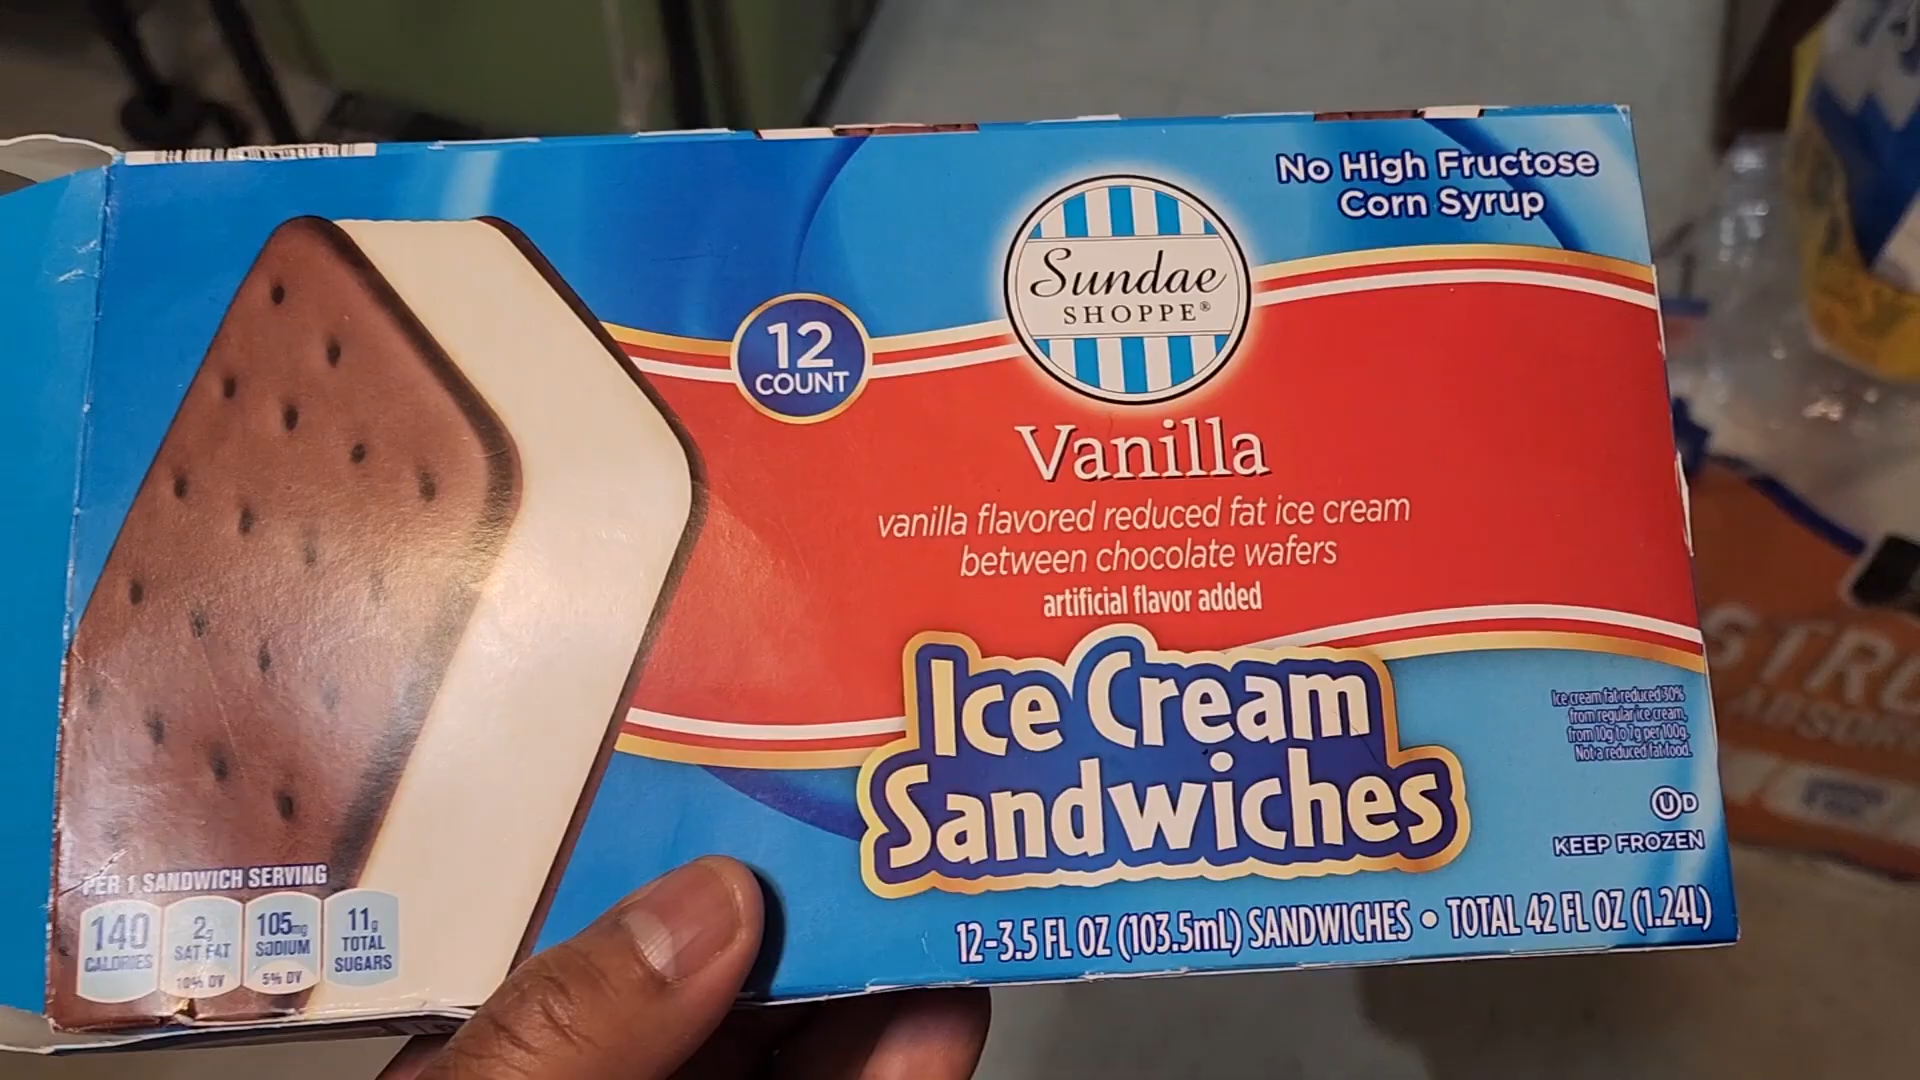 No High Fructose
Corn Syrup
Sundae
SHOPPE®
12
COUNT
Vanilla
vanilla flavored reduced fat ice cream
between chocolate wafers
artificial flavor added
Ice Cream
Sandwiches
Ice cream fat reduced 30%
from regular ice cream,
from 10g to 7g per 100g.
Not a reduced fat food.
UD
KEEP FROZEN
PER 1 SANDWICH SERVING
140
CALORIES
2g
SAT FAT
10% DV
105mg
SODIUM
5% DV
11g
TOTAL
SUGARS
12-3.5 FL OZ (103.5mL) SANDWICHES • TOTAL 42 FL OZ (1.24L)
STRO
ABSOR